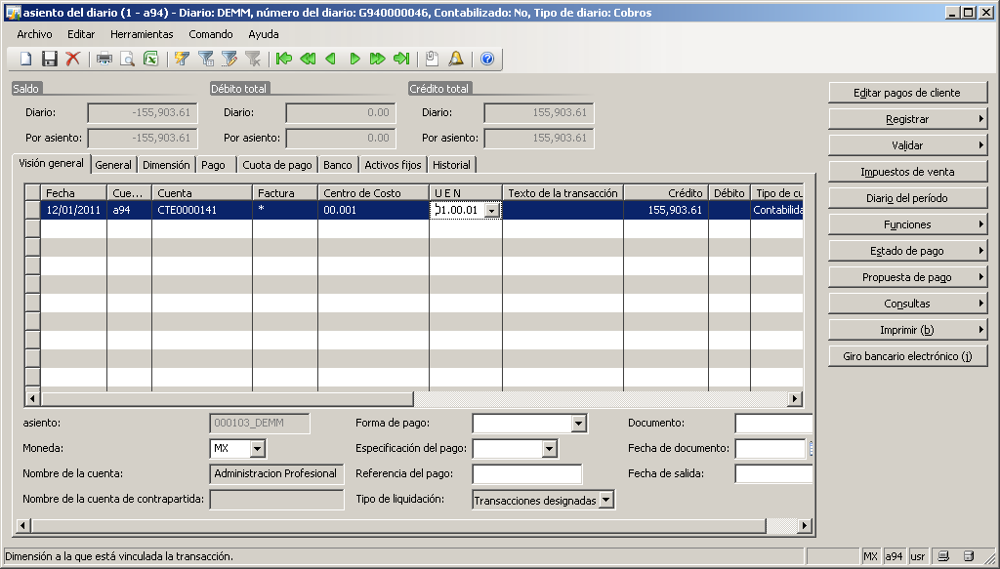 asiento del diario (1 - a94) - Diario: DEMM, número del diario: G940000046, Contabilizado: No, Tipo de diario: Cobros
Archivo Editar Herramientas Comando Ayuda
Saldo Débito total Crédito total
Diario: -155,903.61 Diario: 0.00 Diario: 155,903.61
Por asiento: -155,903.61 Por asiento: 0.00 Por asiento: 155,903.61
Visión general General Dimensión Pago Cuota de pago Banco Activos fijos Historial
Fecha Cue... Cuenta Factura Centro de Costo U E N Texto de la transacción Crédito Débito Tipo de cu
12/01/2011 a94 CTE0000141 * 00.001 01.00.01 155,903.61 Contabilida
asiento: 000103_DEMM Forma de pago: Documento:
Moneda: MX Especificación del pago: Fecha de documento:
Nombre de la cuenta: Administracion Profesional Referencia del pago: Fecha de salida:
Nombre de la cuenta de contrapartida: Tipo de liquidación: Transacciones designadas
Editar pagos de cliente
Registrar
Validar
Impuestos de venta
Diario del período
Funciones
Estado de pago
Propuesta de pago
Consultas
Imprimir (b)
Giro bancario electrónico (j)
Dimensión a la que está vinculada la transacción. MX a94 usr